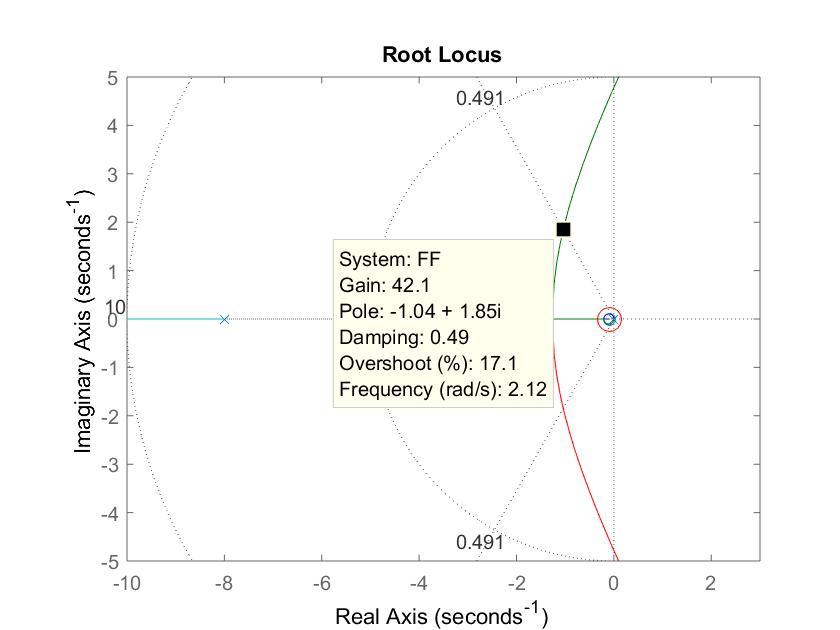 Root Locus
5
4
3
2
1
0
-1
-2
-3
-4
-5
Imaginary Axis (seconds-1)
0.491
10
System: FF
Gain: 42.1
Pole: -1.04 + 1.85i
Damping: 0.49
Overshoot (%): 17.1
Frequency (rad/s): 2.12
0.491
-10
-8
-6
-4
-2
0
2
Real Axis (seconds-1)